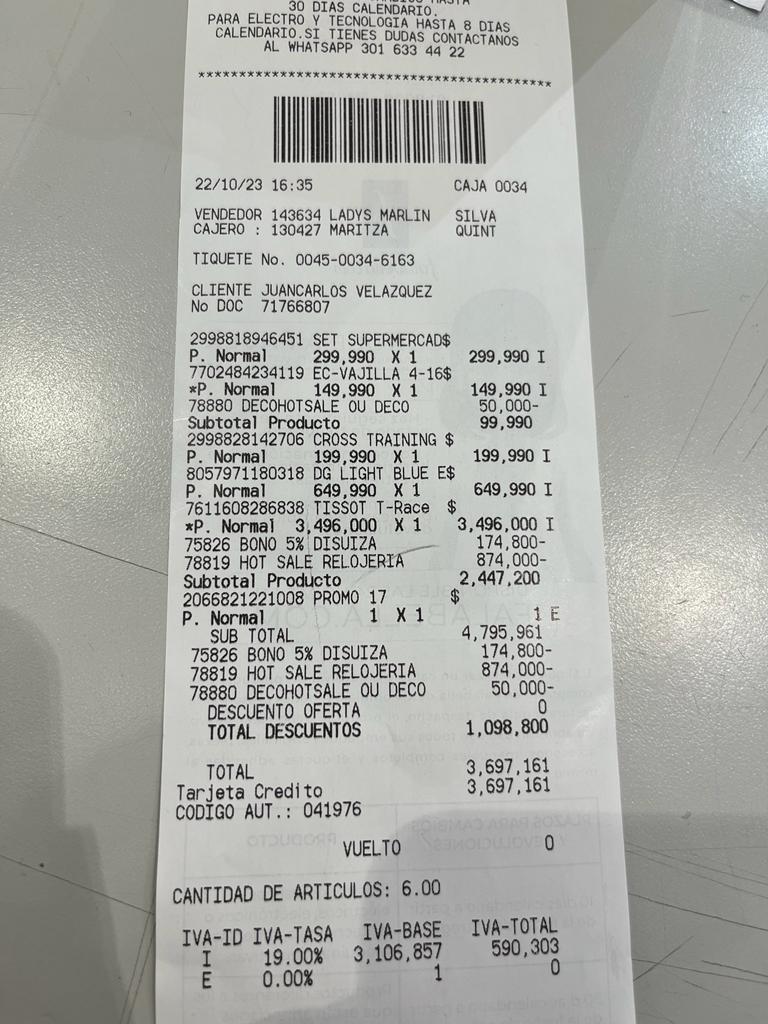 30 DIAS CALENDARIO.
PARA ELECTRO Y TECNOLOGIA HASTA 8 DIAS
CALENDARIO.SI TIENES DUDAS CONTACTANOS
AL WHATSAPP 301 633 44 22
****************************************
22/10/23 16:35 CAJA 0034
VENDEDOR 143634 LADYS MARLIN SILVA
CAJERO : 130427 MARITZA QUINT
TIQUETE No. 0045-0034-6163
CLIENTE JUANCARLOS VELAZQUEZ
No DOC 71766807
2998818946451 SET SUPERMERCAD$
P. Normal 299,990 X 1 299,990 I
7702484234119 EC-VAJILLA 4-16$
*P. Normal 149,990 X 1 149,990 I
78880 DECOHOTSALE OU DECO 50,000-
Subtotal Producto 99,990
2998828142706 CROSS TRAINING $
P. Normal 199,990 X 1 199,990 I
8057971180318 DG LIGHT BLUE E$
P. Normal 649,990 X 1 649,990 I
7611608286838 TISSOT T-Race $
*P. Normal 3,496,000 X 1 3,496,000 I
75826 BONO 5% DISUIZA 174,800-
78819 HOT SALE RELOJERIA 874,000-
Subtotal Producto 2,447,200
2066821221008 PROMO 17 $
P. Normal 1 X 1 1 E
SUB TOTAL 4,795,961
75826 BONO 5% DISUIZA 174,800-
78819 HOT SALE RELOJERIA 874,000-
78880 DECOHOTSALE OU DECO 50,000-
DESCUENTO OFERTA 0
TOTAL DESCUENTOS 1,098,800
TOTAL 3,697,161
Tarjeta Credito 3,697,161
CODIGO AUT.: 041976
VUELTO 0
CANTIDAD DE ARTICULOS: 6.00
IVA-ID IVA-TASA IVA-BASE IVA-TOTAL
I 19.00% 3,106,857 590,303
E 0.00% 1 0